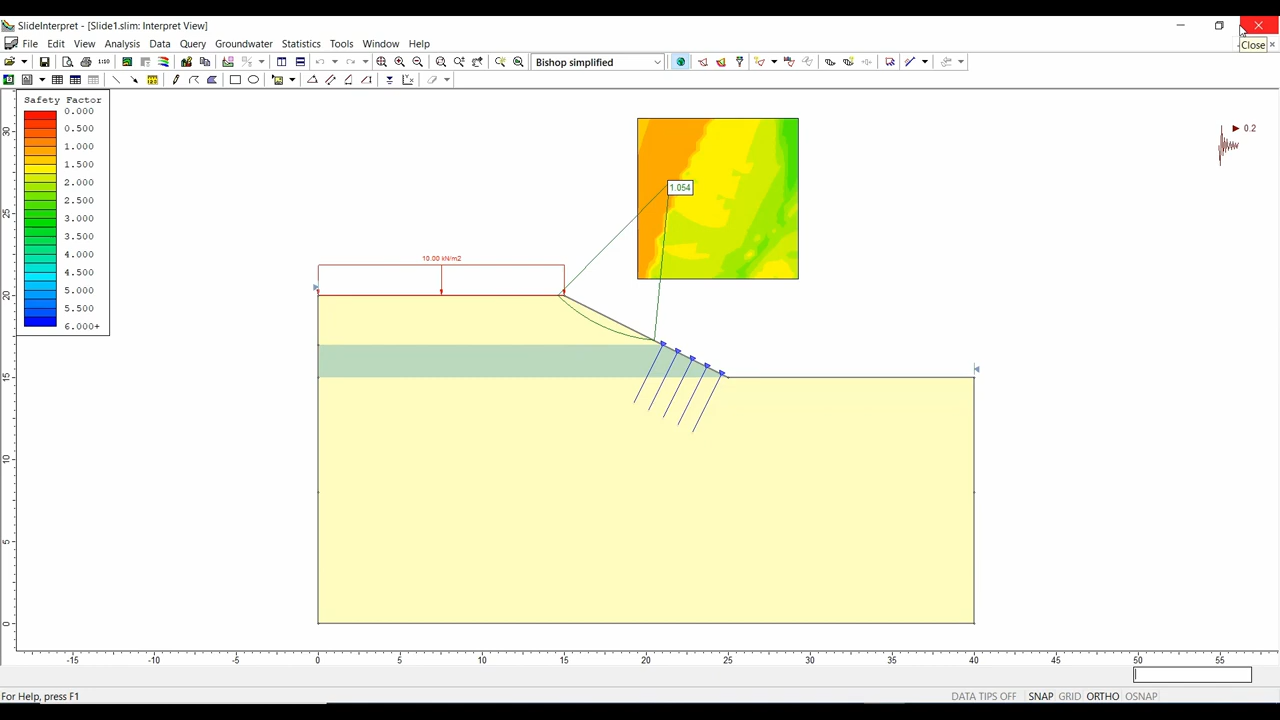 SlideInterpret - [Slide1.slim: Interpret View]
File Edit View Analysis Data Query Groundwater Statistics Tools Window Help
Close
1:10 Bishop simplified
Safety Factor
0.000
0.500
1.000
1.500
2.000
2.500
3.000
3.500
4.000
4.500
5.000
5.500
6.000+
30
25
20
15
10
5
0
0.2
1.054
10.00 kN/m2
-15 -10 -5 0 5 10 15 20 25 30 35 40 45 50 55
For Help, press F1
DATA TIPS OFF SNAP GRID ORTHO OSNAP